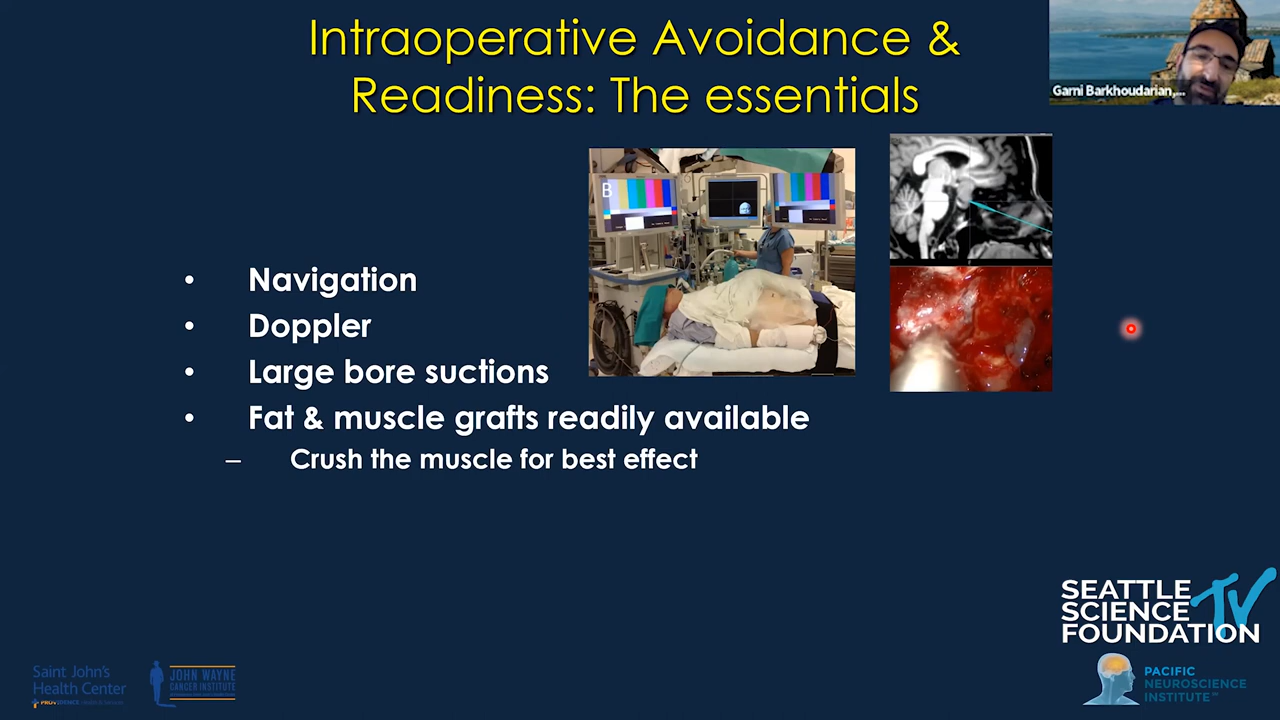 Intraoperative Avoidance &
Readiness: The essentials
Garni Barkhoudarian,...
B
• Navigation
• Doppler
• Large bore suctions
• Fat & muscle grafts readily available
– Crush the muscle for best effect
SEATTLE
SCIENCE
FOUNDATION
TV
Saint John's
Health Center
PROVIDENCE
JOHN WAYNE
CANCER INSTITUTE
PACIFIC
NEUROSCIENCE
INSTITUTE